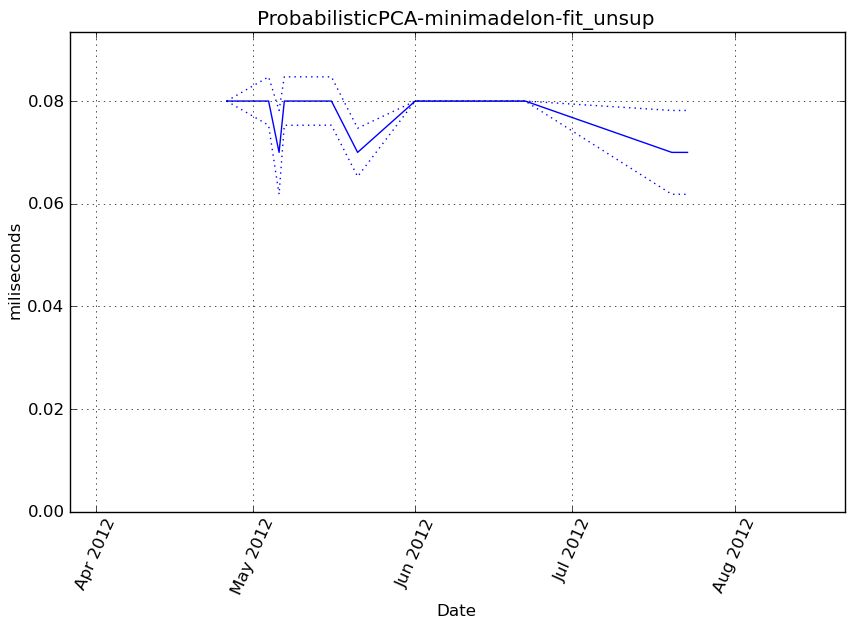 ProbabilisticPCA-minimadelon-fit_unsup
miliseconds
0.08
0.06
0.04
0.02
0.00
Apr 2012
May 2012
Jun 2012
Jul 2012
Aug 2012
Date